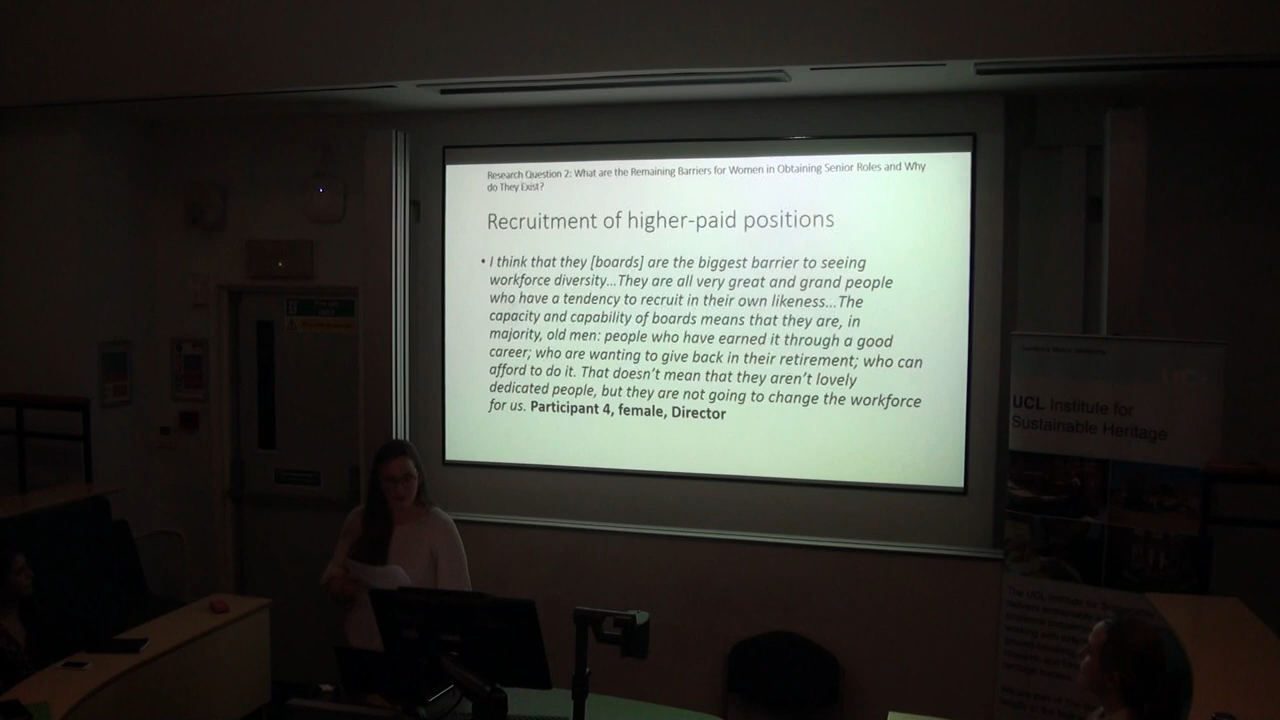 Research Question 2: What are the Remaining Barriers for Women in Obtaining Senior Roles and Why
do They Exist?
Recruitment of higher-paid positions
• I think that they [boards] are the biggest barrier to seeing
workforce diversity...They are all very great and grand people
who have a tendency to recruit in their own likeness...The
capacity and capability of boards means that they are, in
majority, old men: people who have earned it through a good
career; who are wanting to give back in their retirement; who can
afford to do it. That doesn't mean that they aren't lovely
dedicated people, but they are not going to change the workforce
for us. Participant 4, female, Director
UCL Institute for
Sustainable Heritage
The UCL Institute for